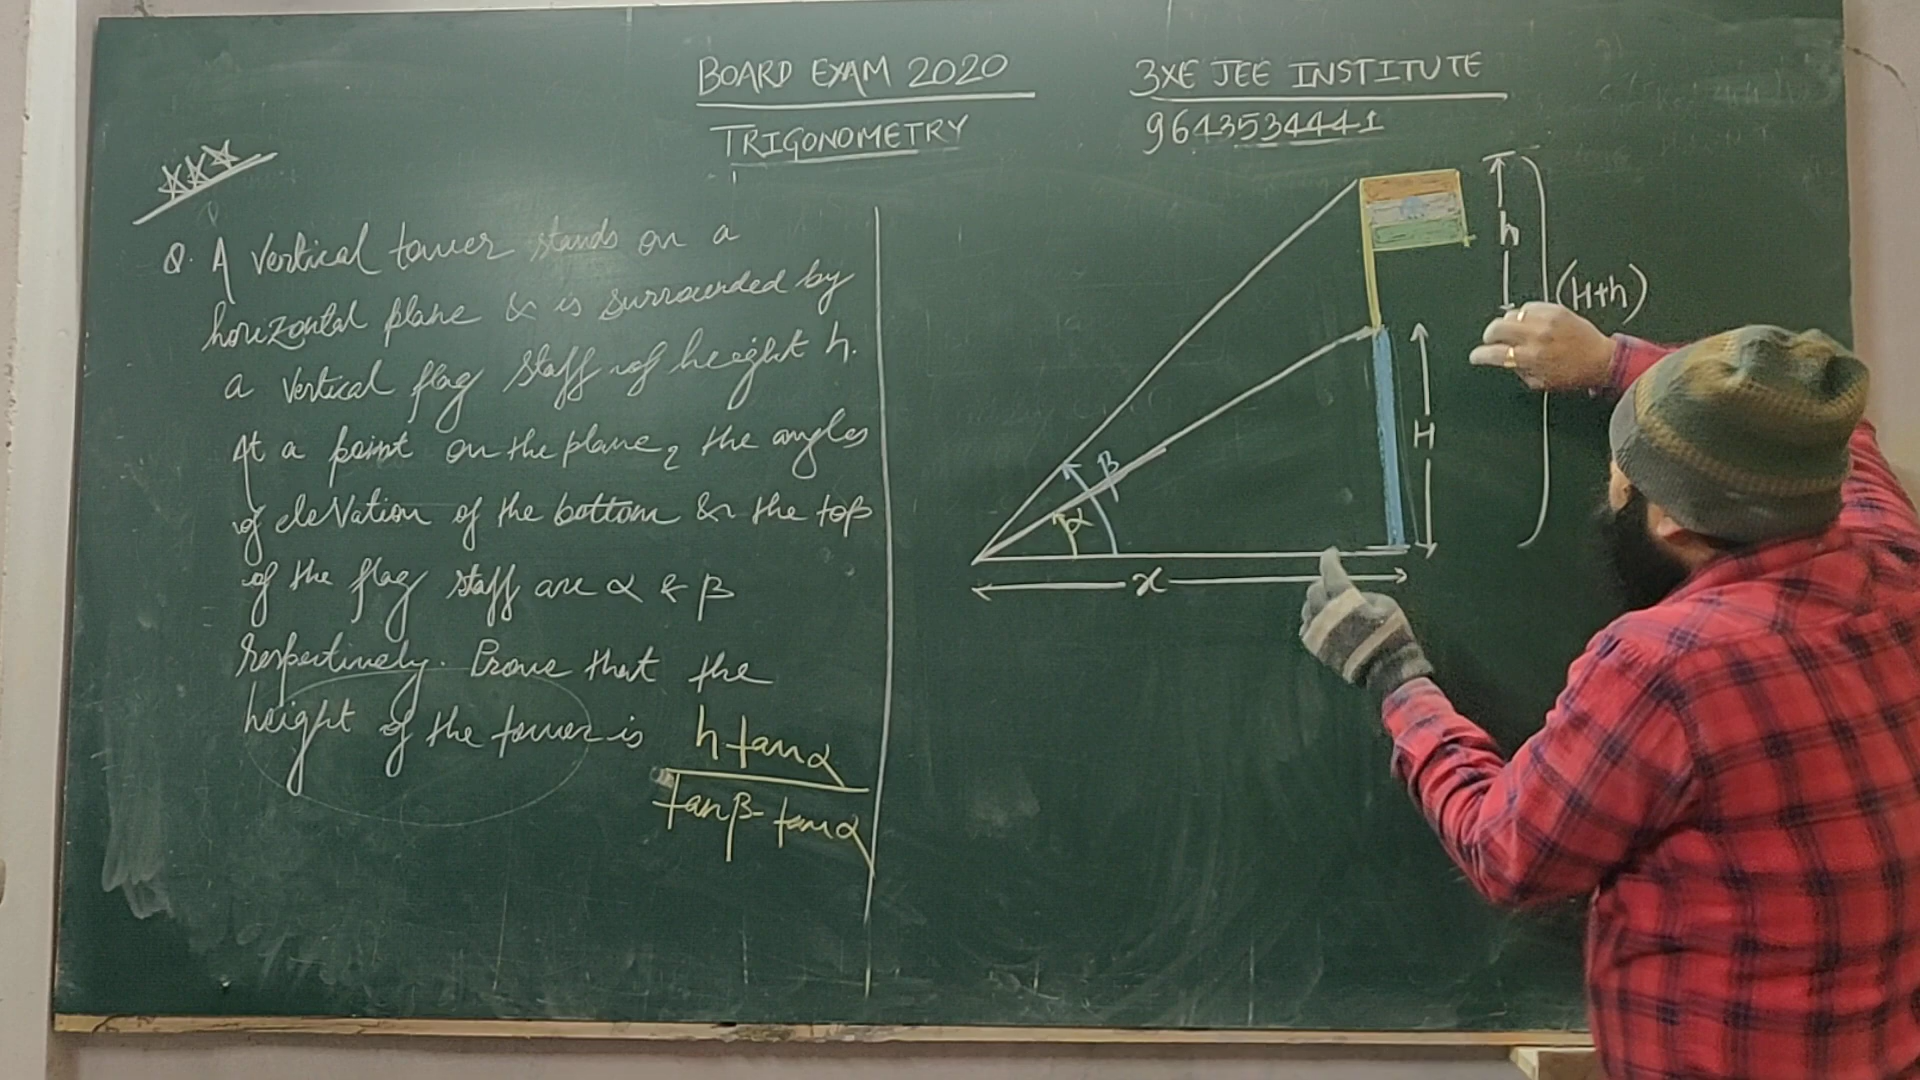 BOARD EXAM 2020
TRIGONOMETRY
3XE JEE INSTITUTE
9643534441
Q. A vertical tower stands on a
horizontal plane & is surrounded by
a vertical flag staff of height h.
At a point on the plane, the angles
of elevation of the bottom & the top
of the flag staff are α & β
respectively. Prove that the
height of the tower is h tanα
tanβ - tanα
h
(H+h)
H
β
α
x